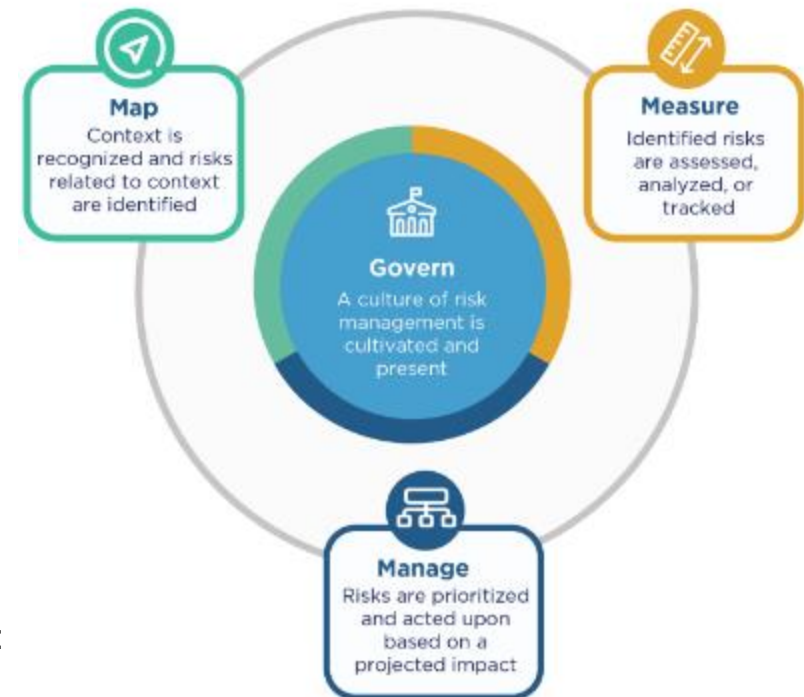 Map
Context is
recognized and risks
related to context
are identified
Measure
Identified risks
are assessed,
analyzed, or
tracked
Govern
A culture of risk
management is
cultivated and
present
Manage
Risks are prioritized
and acted upon
based on a
projected impact